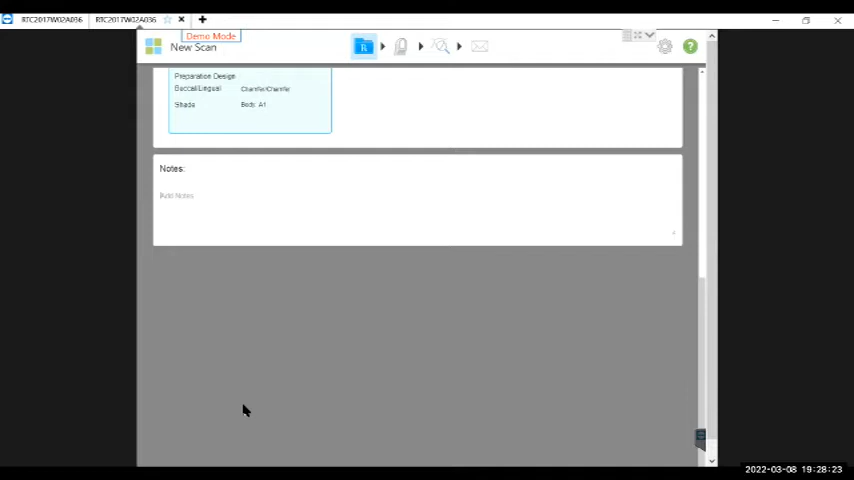 RTC2017W02A036 RTC2017W02A036
Demo Mode
New Scan
Preparation Design
Buccal/Lingual Chamfer/Chamfer
Shade Body: A1
Notes:
Add Notes
2022-03-08 19:28:23